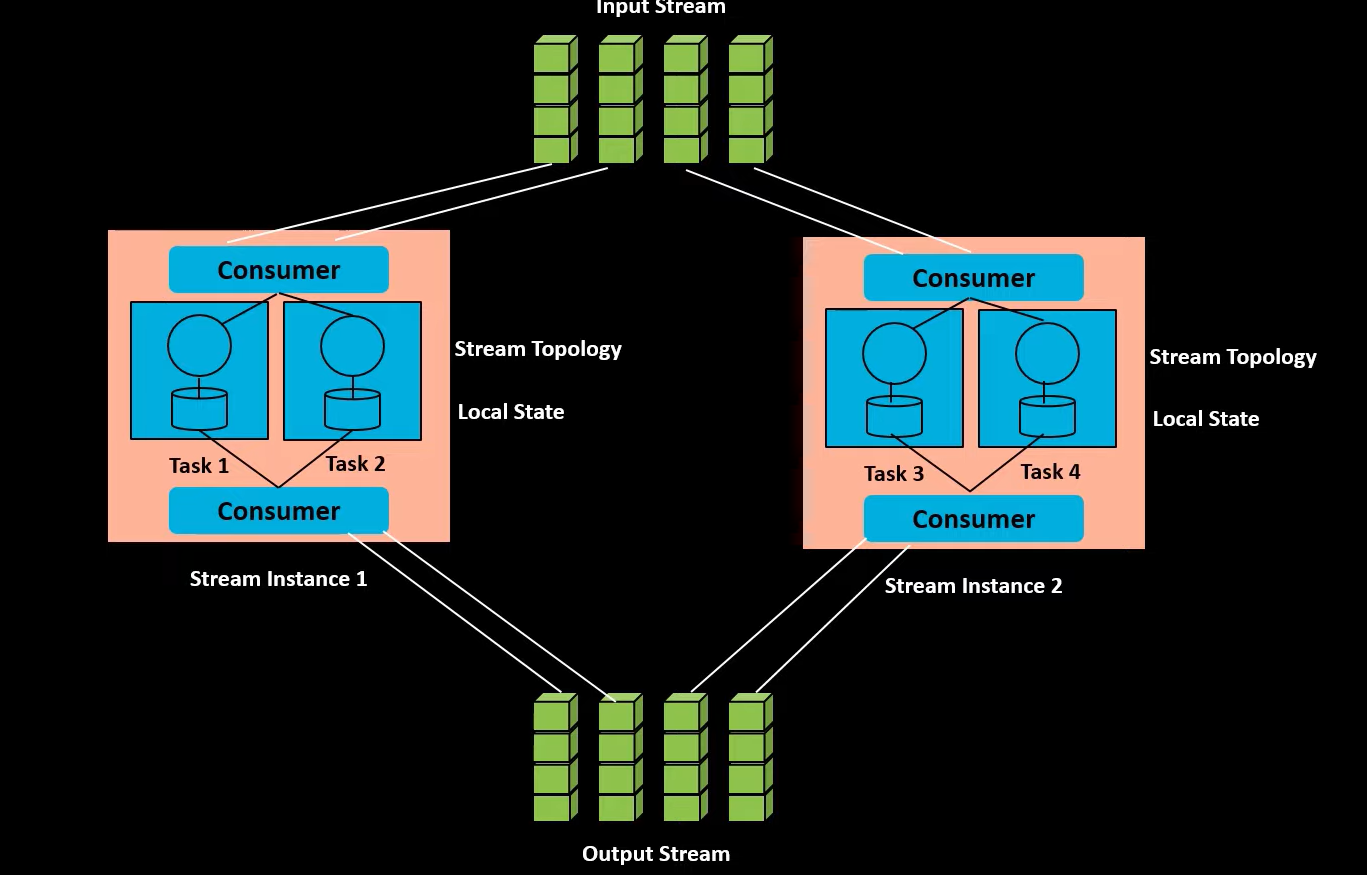 Input Stream
Consumer
Consumer
Stream Topology
Stream Topology
Local State
Local State
Task 1
Task 2
Task 3
Task 4
Consumer
Consumer
Stream Instance 1
Stream Instance 2
Output Stream